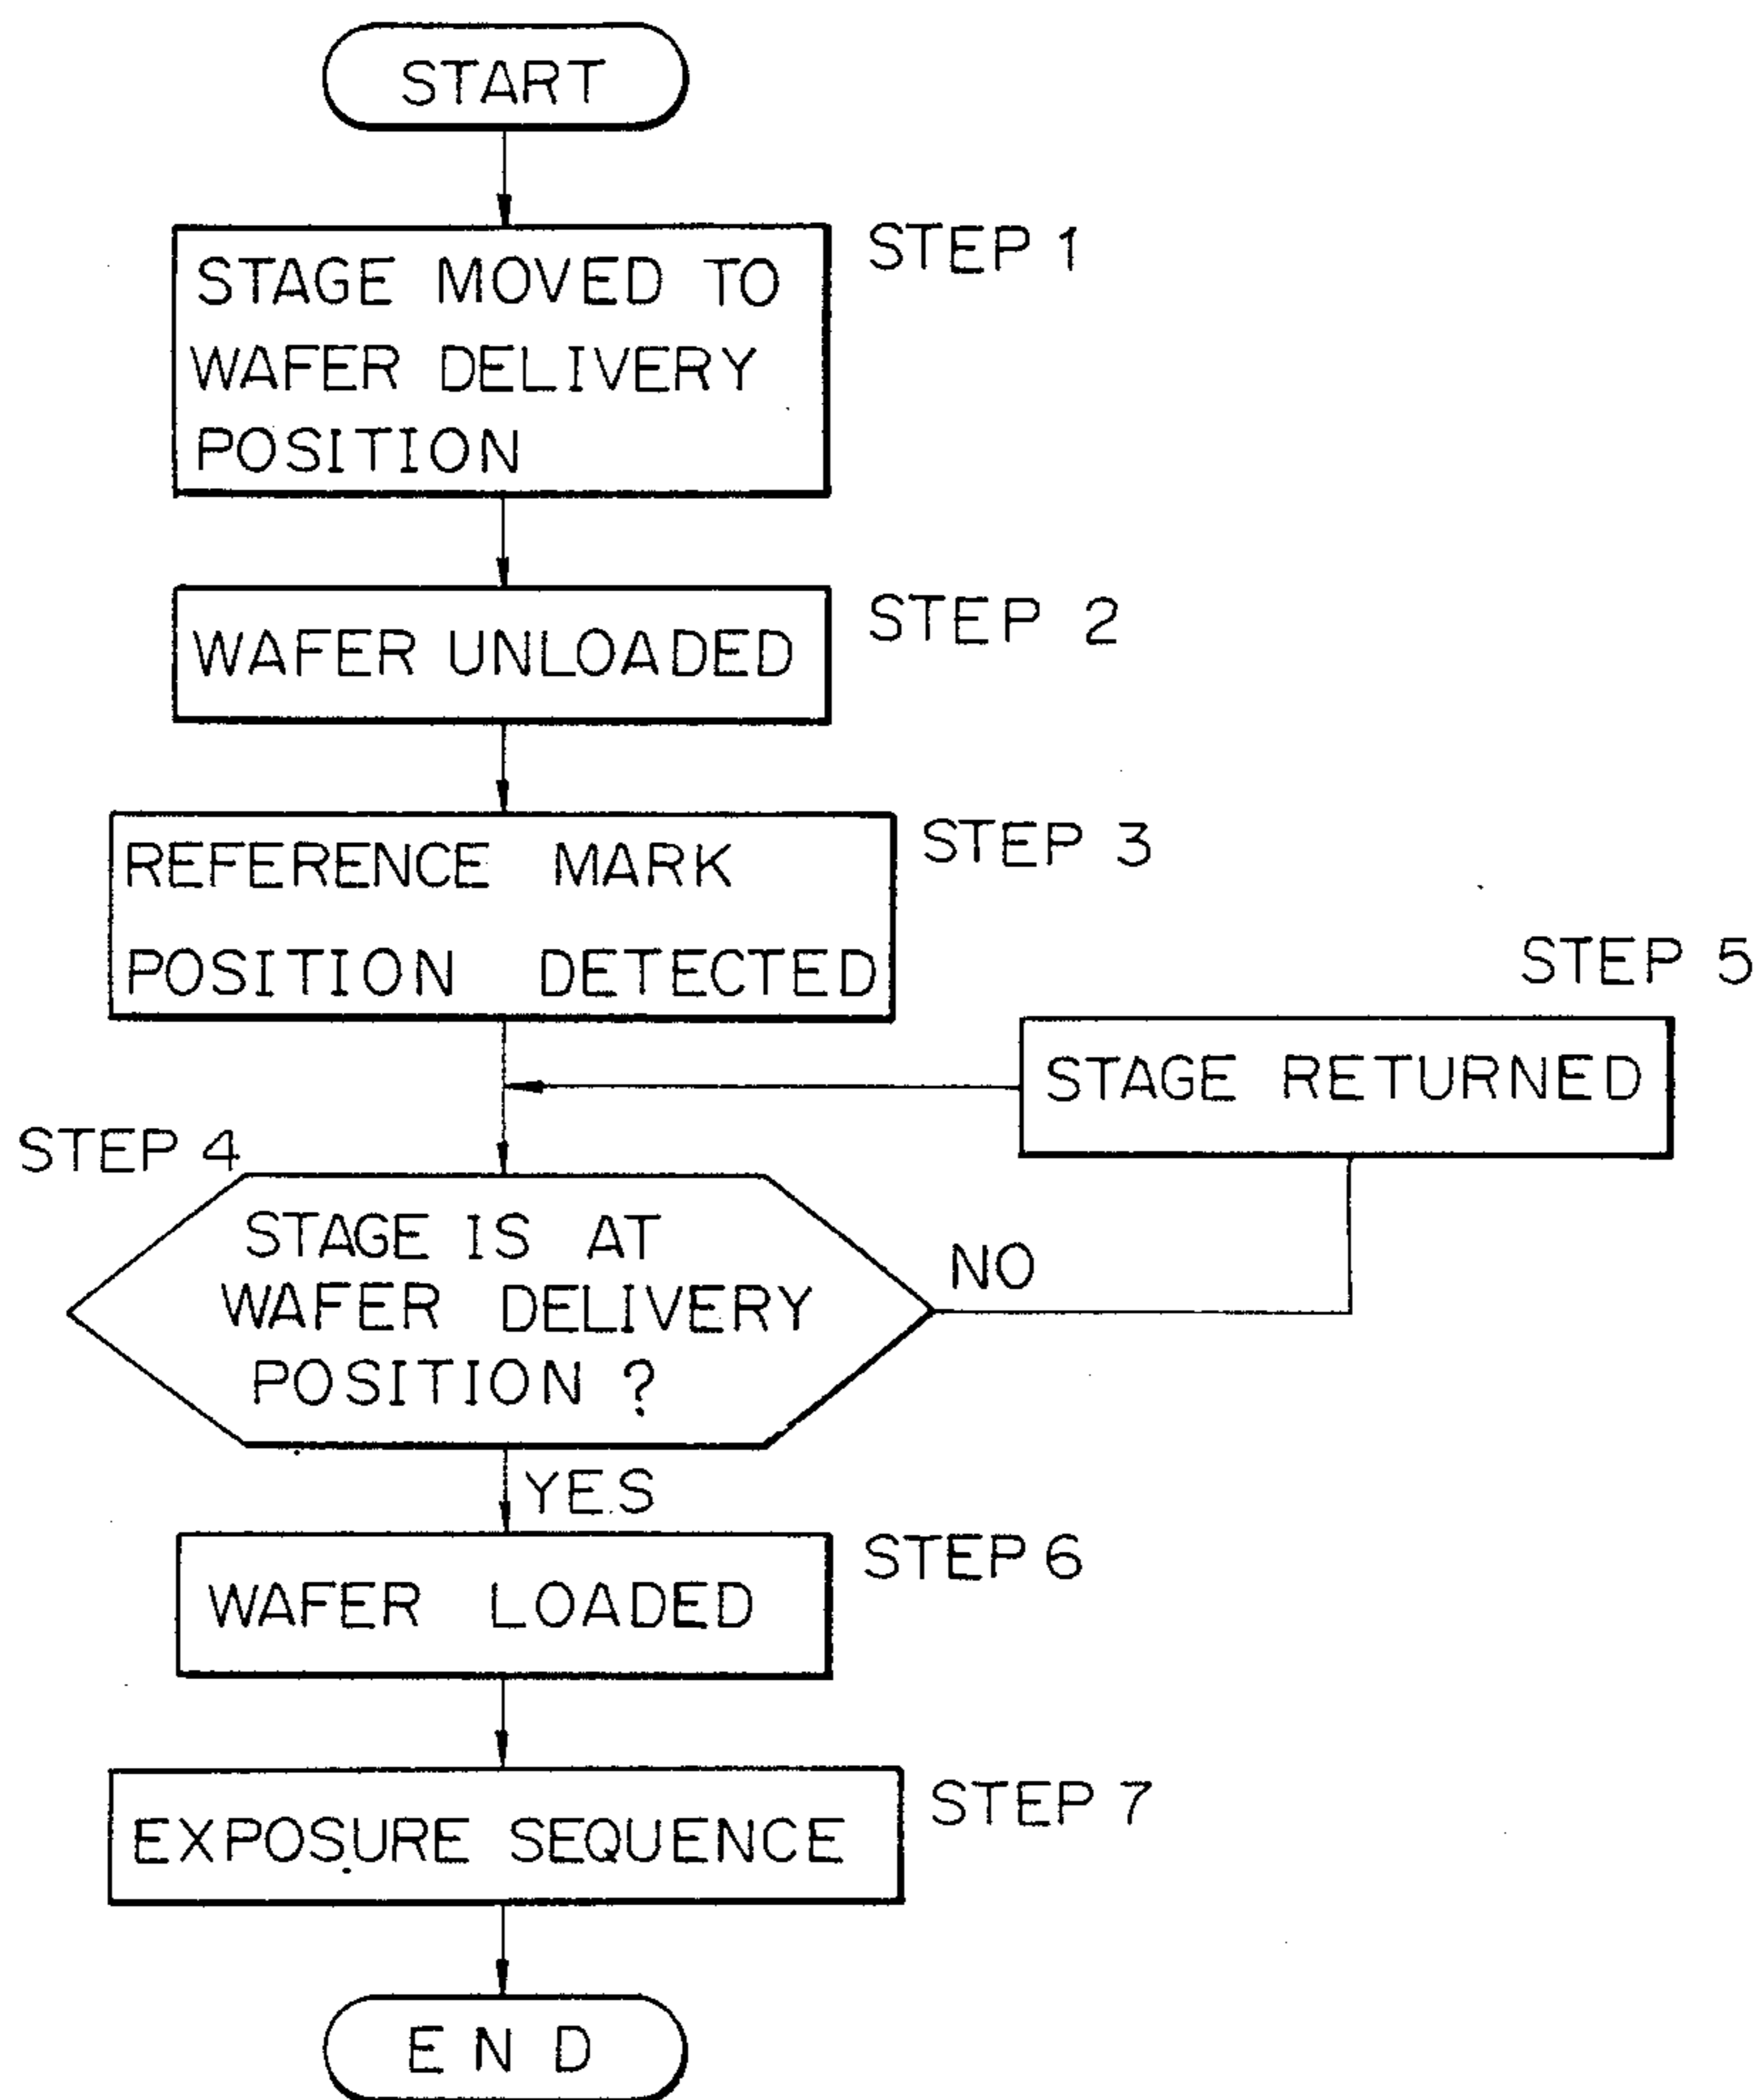 START
STEP 1
STAGE MOVED TO
WAFER DELIVERY
POSITION
STEP 2
WAFER UNLOADED
STEP 3
REFERENCE MARK
POSITION DETECTED
STEP 5
STAGE RETURNED
STEP 4
STAGE IS AT
WAFER DELIVERY
POSITION ?
NO
YES
STEP 6
WAFER LOADED
STEP 7
EXPOSURE SEQUENCE
END